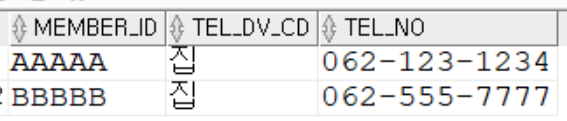 MEMBER_ID TEL_DV_CD TEL_NO
AAAAA 집 062-123-1234
BBBBB 집 062-555-7777